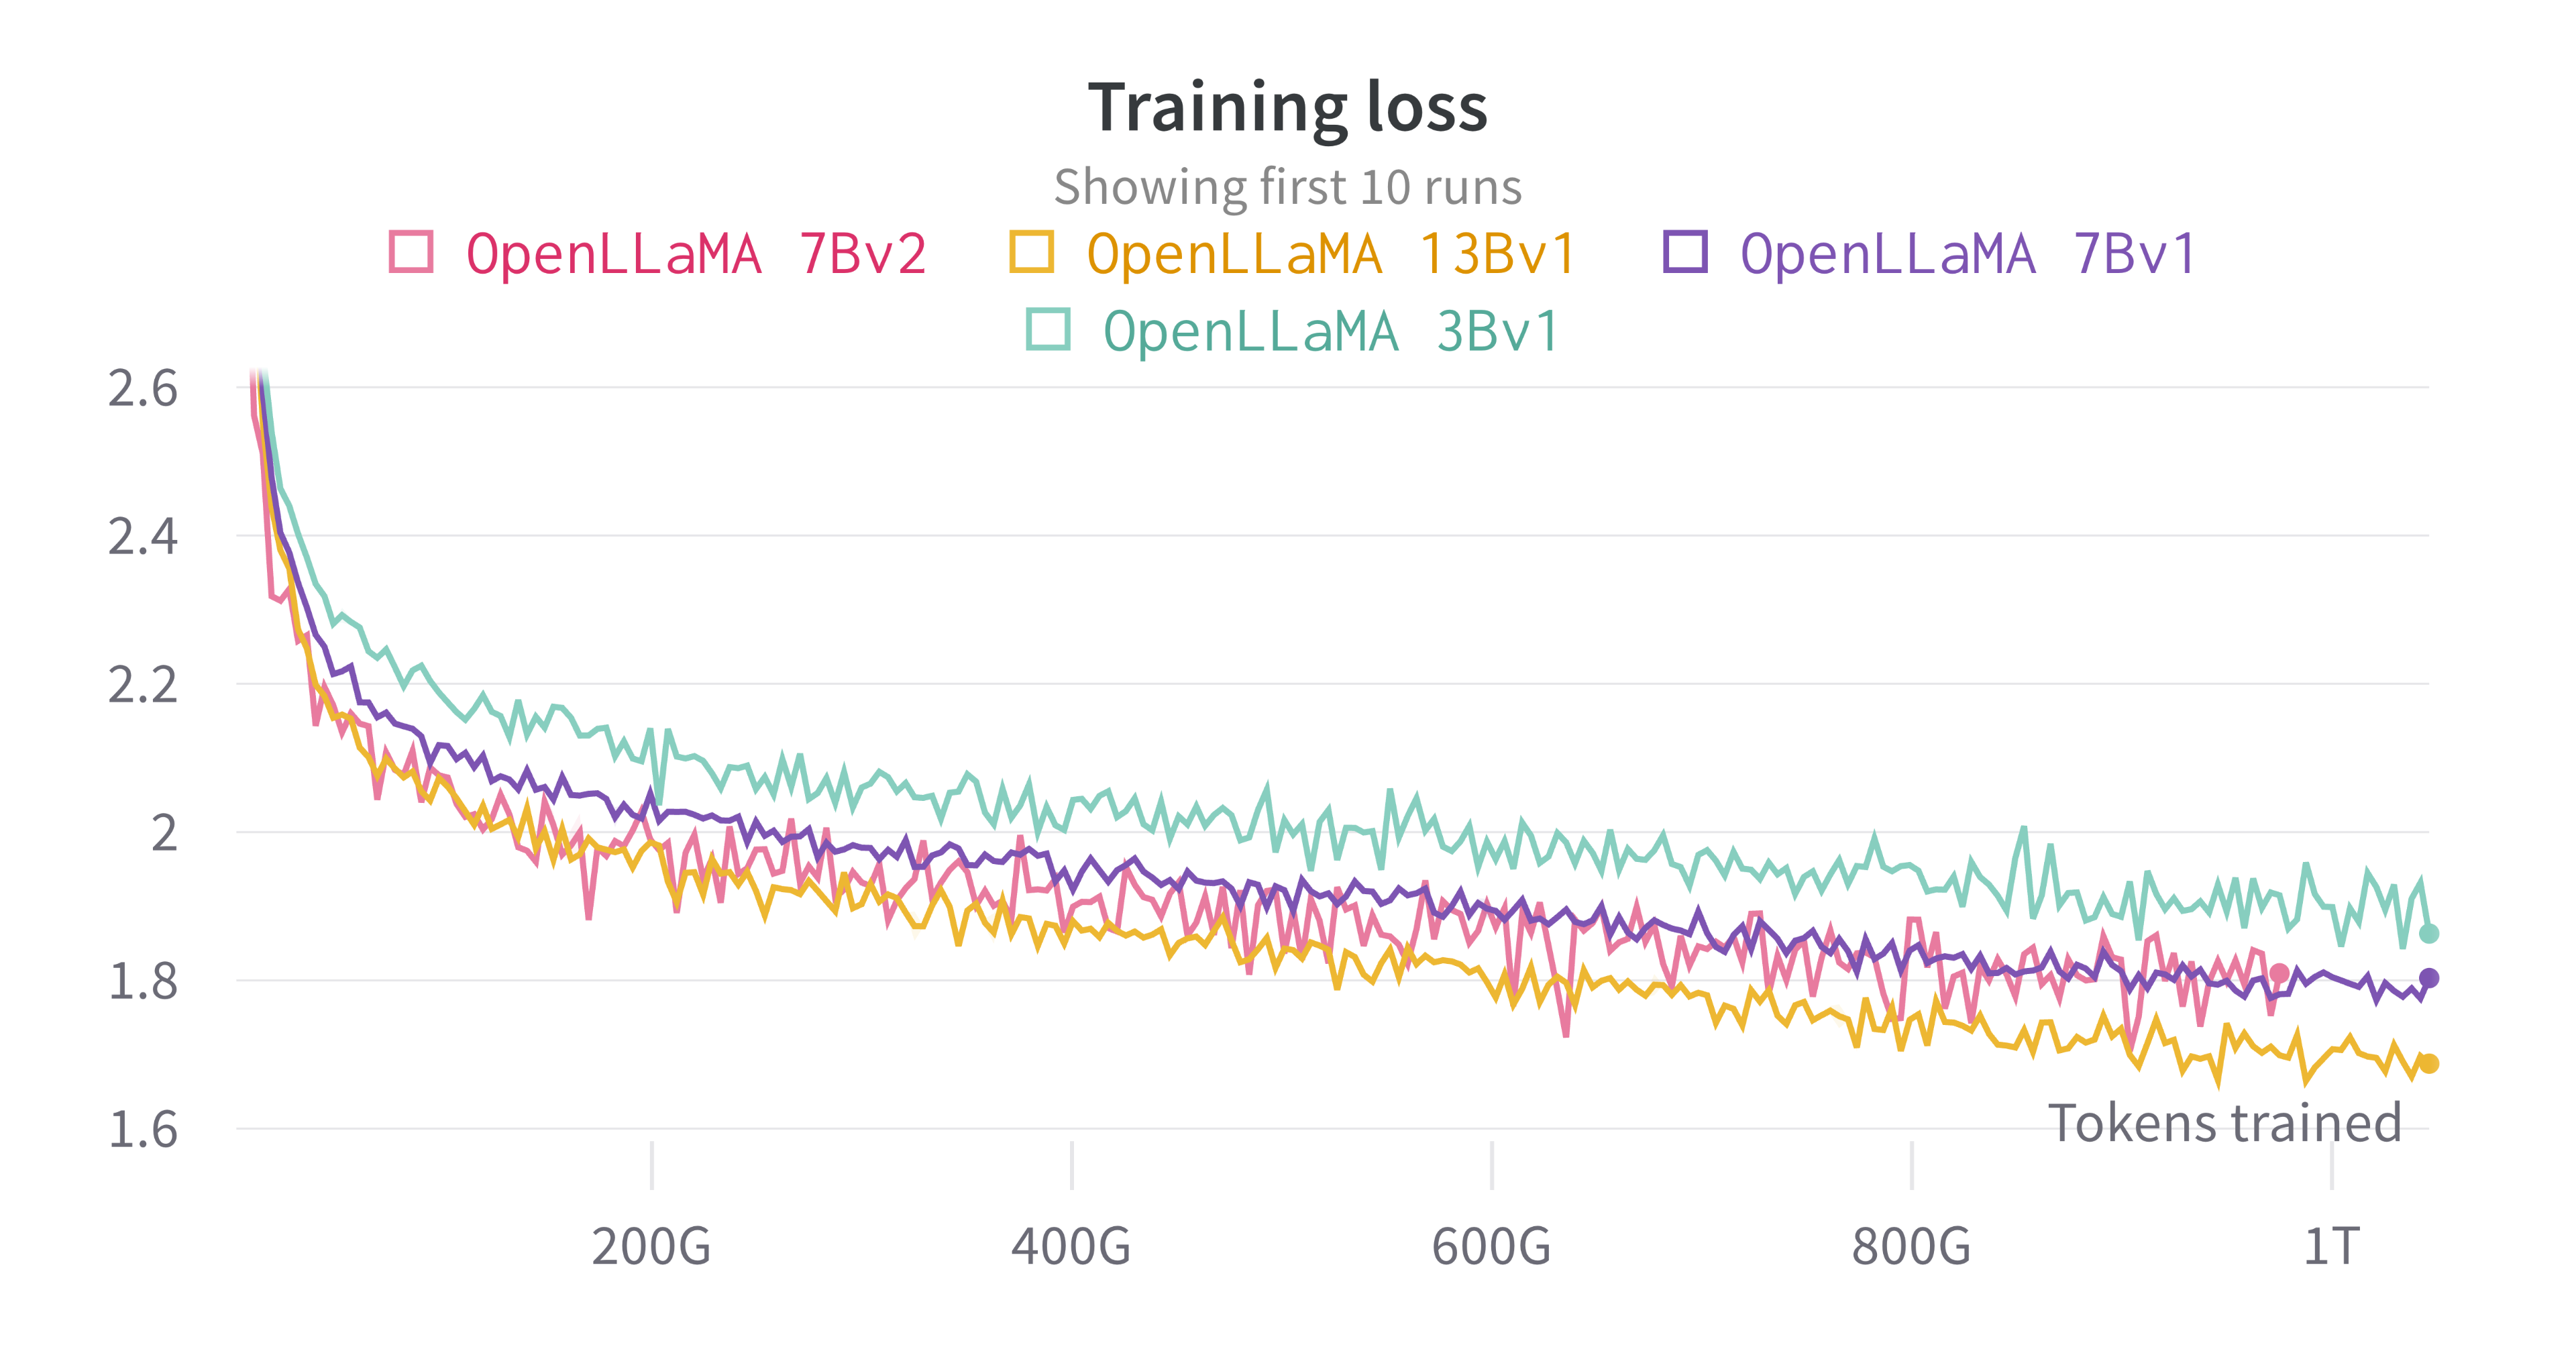 Training loss
Showing first 10 runs
OpenLLaMA 7Bv2 OpenLLaMA 13Bv1 OpenLLaMA 7Bv1
OpenLLaMA 3Bv1
2.6
2.4
2.2
2
1.8
1.6
Tokens trained
200G 400G 600G 800G 1T